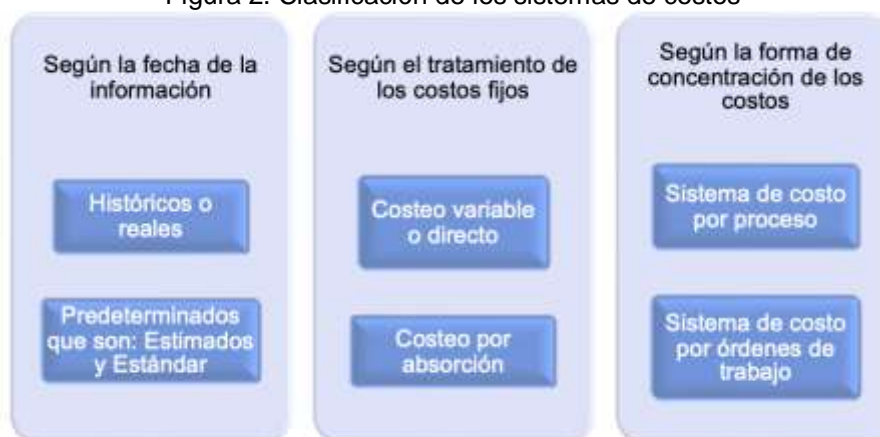 Figura 2. Clasificación de los sistemas de costos
Según la fecha de la
información
Históricos o
reales
Predeterminados
que son: Estimados
y Estándar
Según el tratamiento de
los costos fijos
Costeo variable
o directo
Costeo por
absorción
Según la forma de
concentración de los
costos
Sistema de costo
por proceso
Sistema de costo
por órdenes de
trabajo